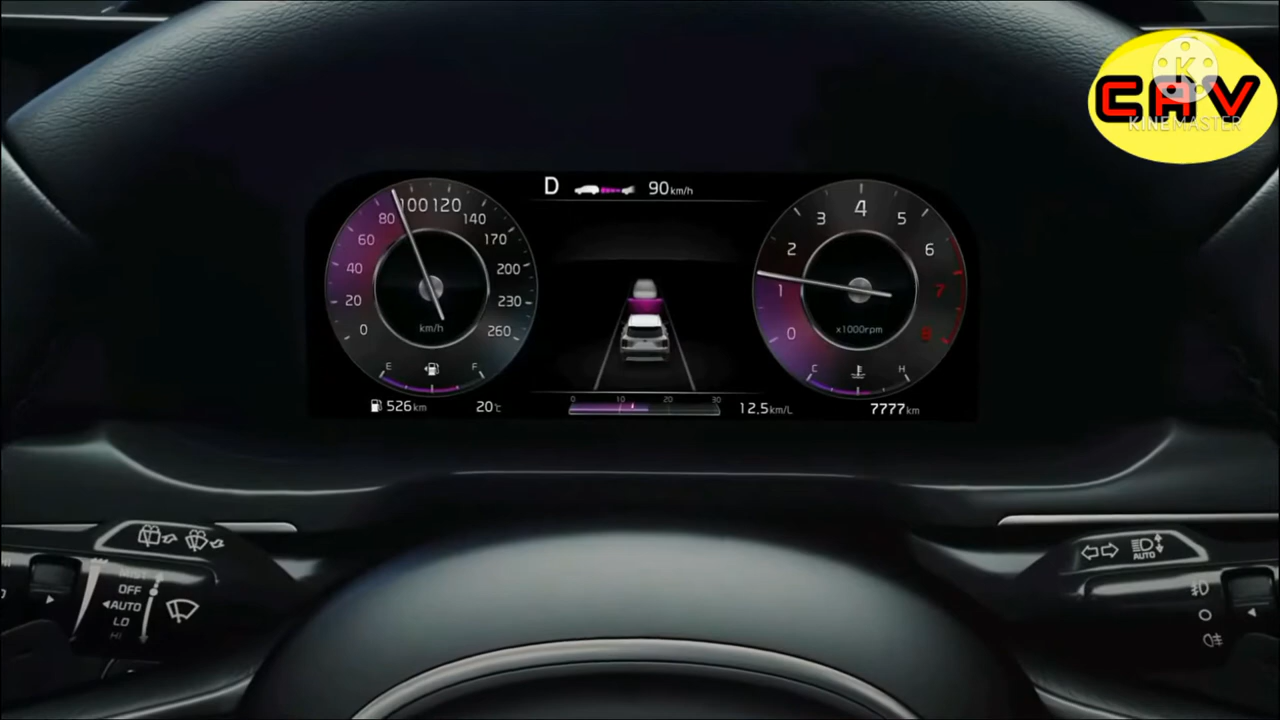 CAV
KINEMASTER
D 90km/h
0 20 40 60 80 100 120 140 170 200 230 260
km/h
E F
526km 20℃
0 10 20 30
12.5km/L
0 1 2 3 4 5 6 7 8
x1000rpm
C H
7777km
OFF
AUTO
LO
HI
AUTO